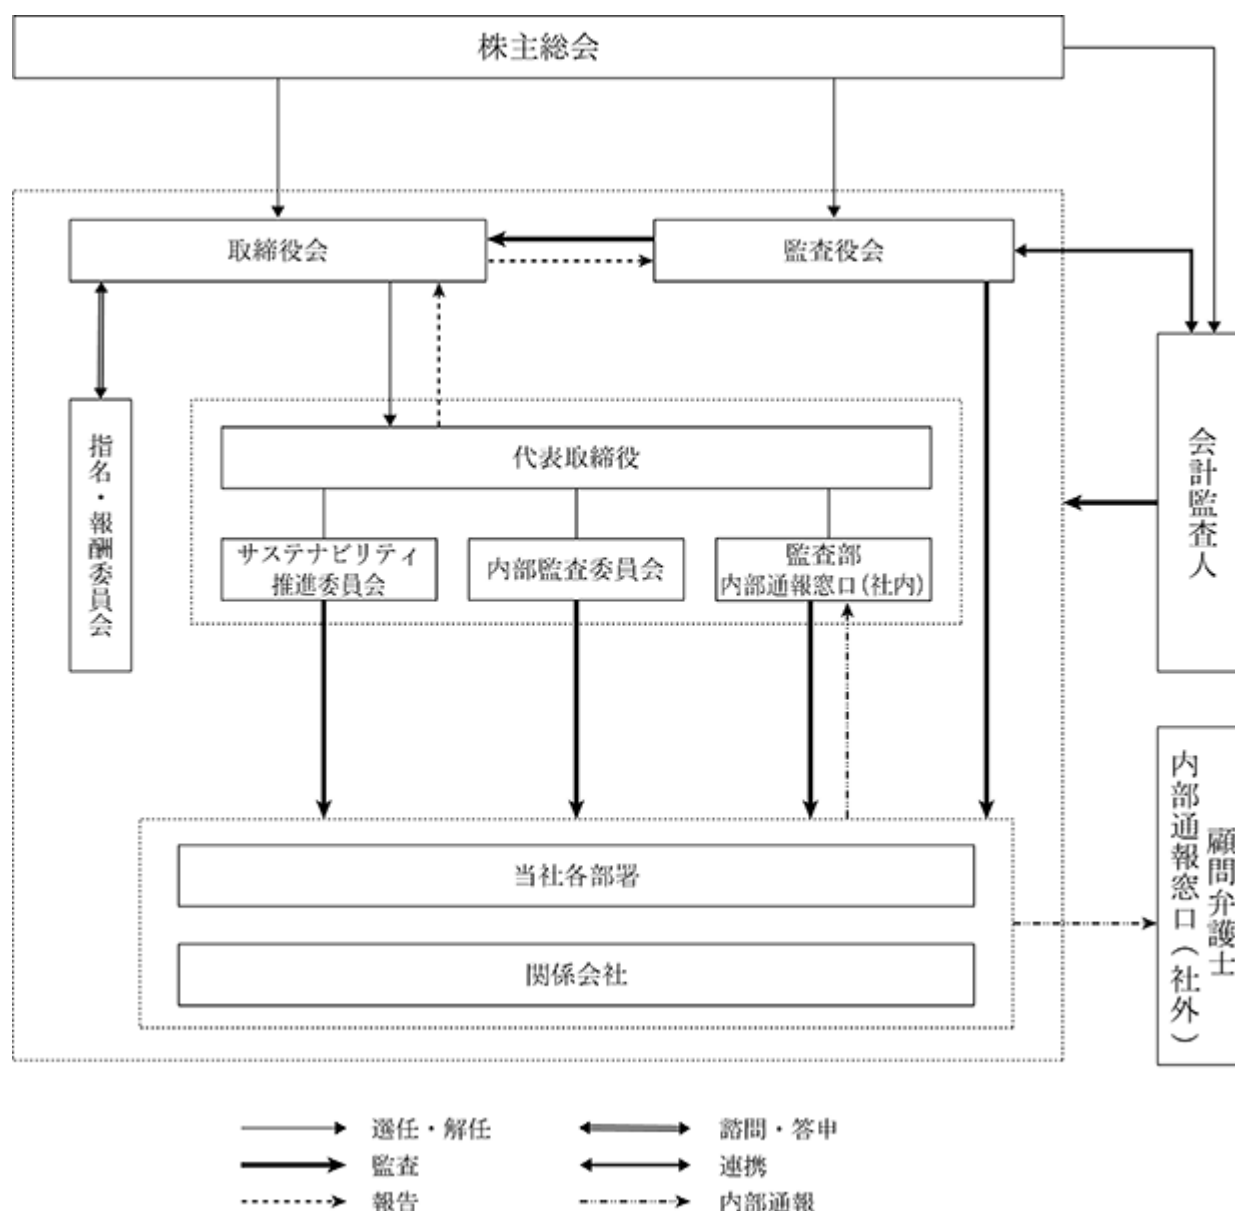 株主総会
取締役会
監査役会
指名・報酬委員会
代表取締役
会計監査人
サステナビリティ
推進委員会
内部監査委員会
監査部
内部通報窓口(社内)
顧問弁護士
内部通報窓口(社外)
当社各部署
関係会社
選任・解任
諮問・答申
監査
連携
報告
内部通報